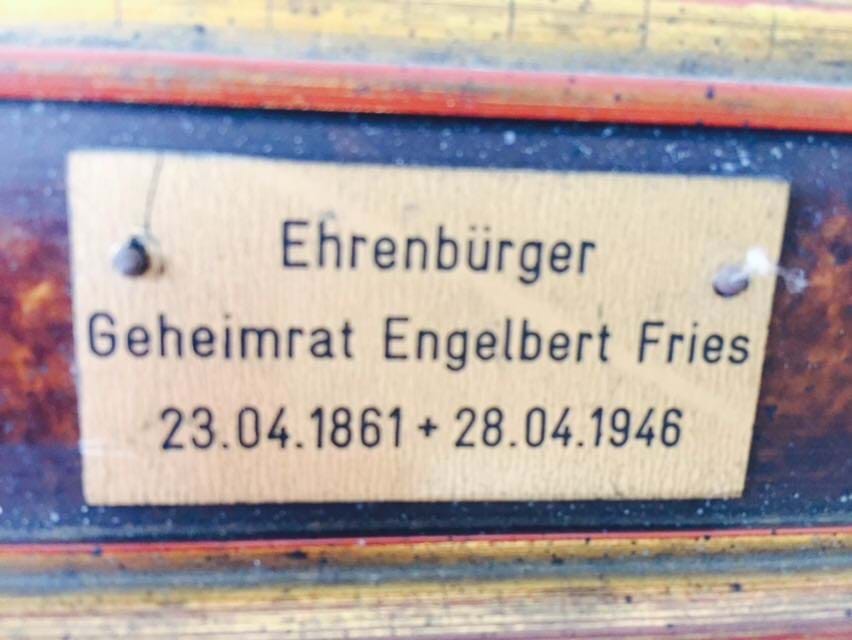 Ehrenbürger
Geheimrat Engelbert Fries
23.04.1861 + 28.04.1946